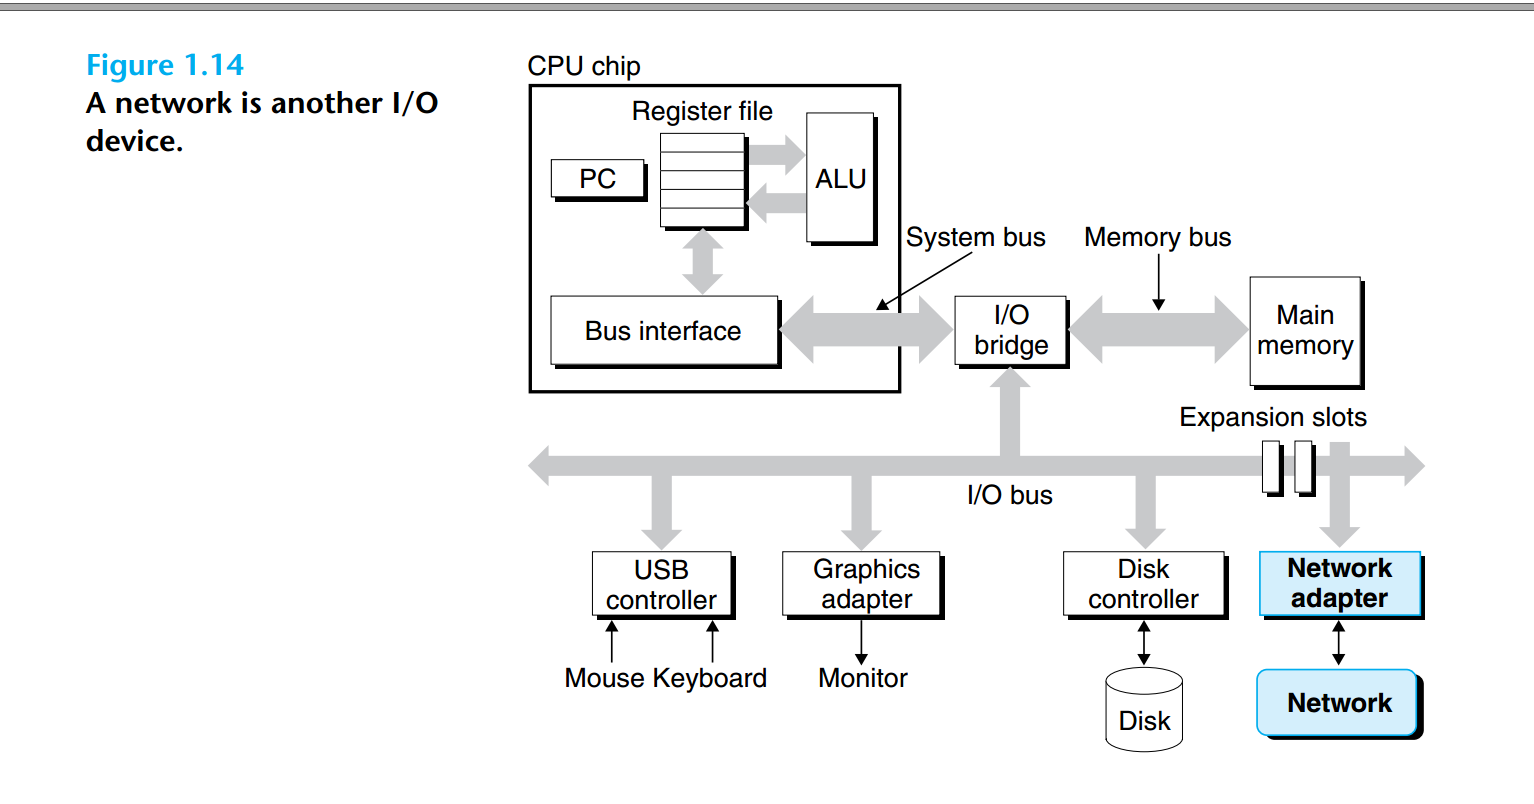 Figure 1.14
A network is another I/O
device.
CPU chip
Register file
PC
ALU
System bus
Memory bus
Bus interface
I/O
bridge
Main
memory
Expansion slots
I/O bus
USB
controller
Graphics
adapter
Disk
controller
Network
adapter
Mouse Keyboard
Monitor
Disk
Network